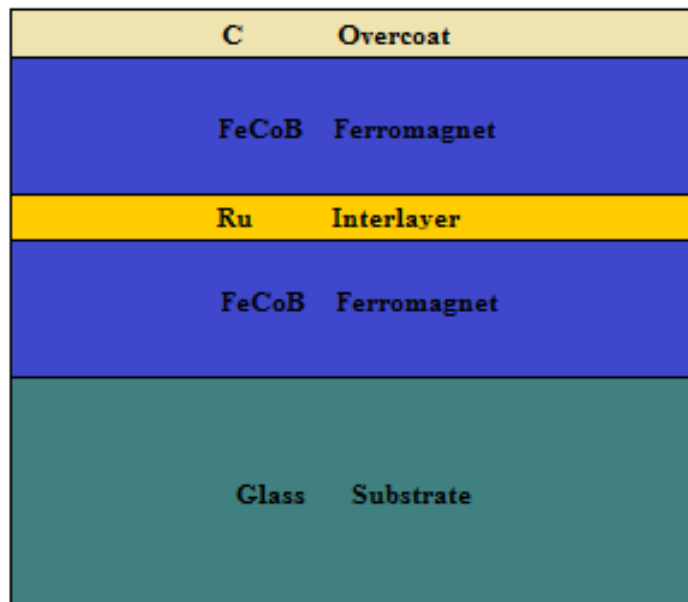 C Overcoat
FeCoB Ferromagnet
Ru Interlayer
FeCoB Ferromagnet
Glass Substrate